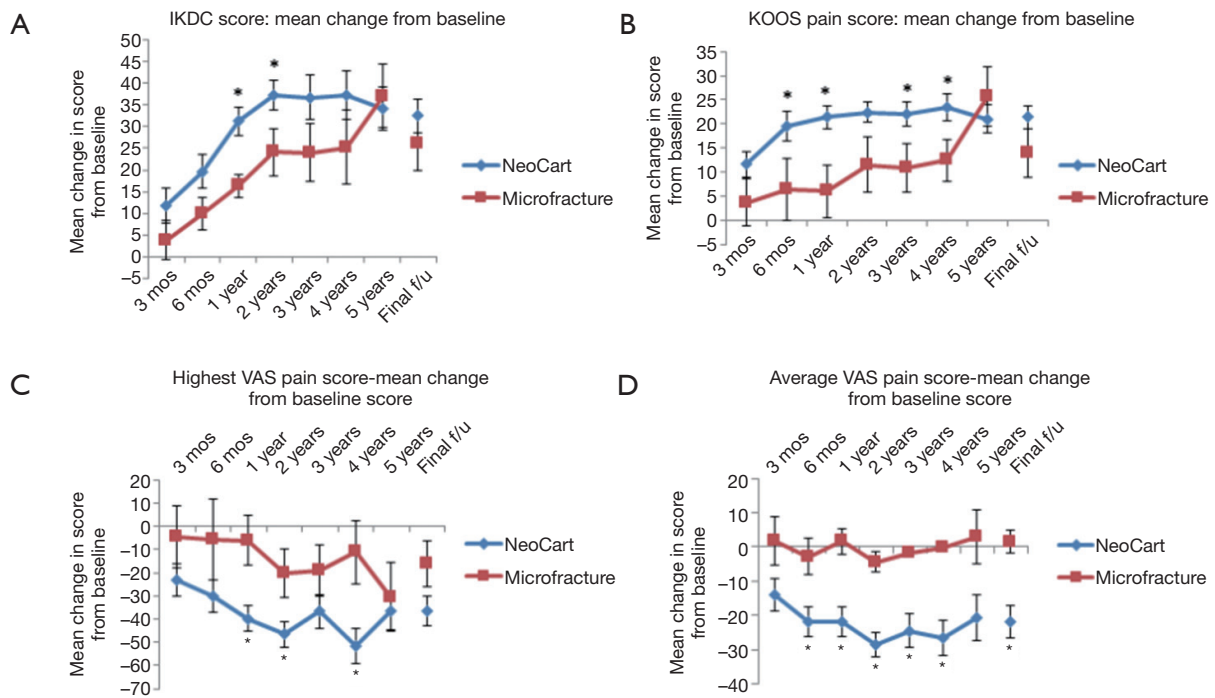 A
IKDC score: mean change from baseline
Mean change in score
from baseline
50
45
40
35
30
25
20
15
10
5
0
–5
*
*
3 mos
6 mos
1 year
2 years
3 years
4 years
5 years
Final f/u
NeoCart
Microfracture
B
KOOS pain score: mean change from baseline
Mean change in score
from baseline
35
30
25
20
15
10
5
0
–5
*
*
*
*
3 mos
6 mos
1 year
2 years
3 years
4 years
5 years
Final f/u
NeoCart
Microfracture
C
Highest VAS pain score-mean change
from baseline score
3 mos
6 mos
1 year
2 years
3 years
4 years
5 years
Final f/u
Mean change in score
from baseline
20
10
0
–10
–20
–30
–40
–50
–60
–70
*
*
*
NeoCart
Microfracture
D
Average VAS pain score-mean change
from baseline score
3 mos
6 mos
1 year
2 years
3 years
4 years
5 years
Final f/u
Mean change in score
from baseline
20
10
0
–10
–20
–30
–40
*
*
*
*
*
*
NeoCart
Microfracture